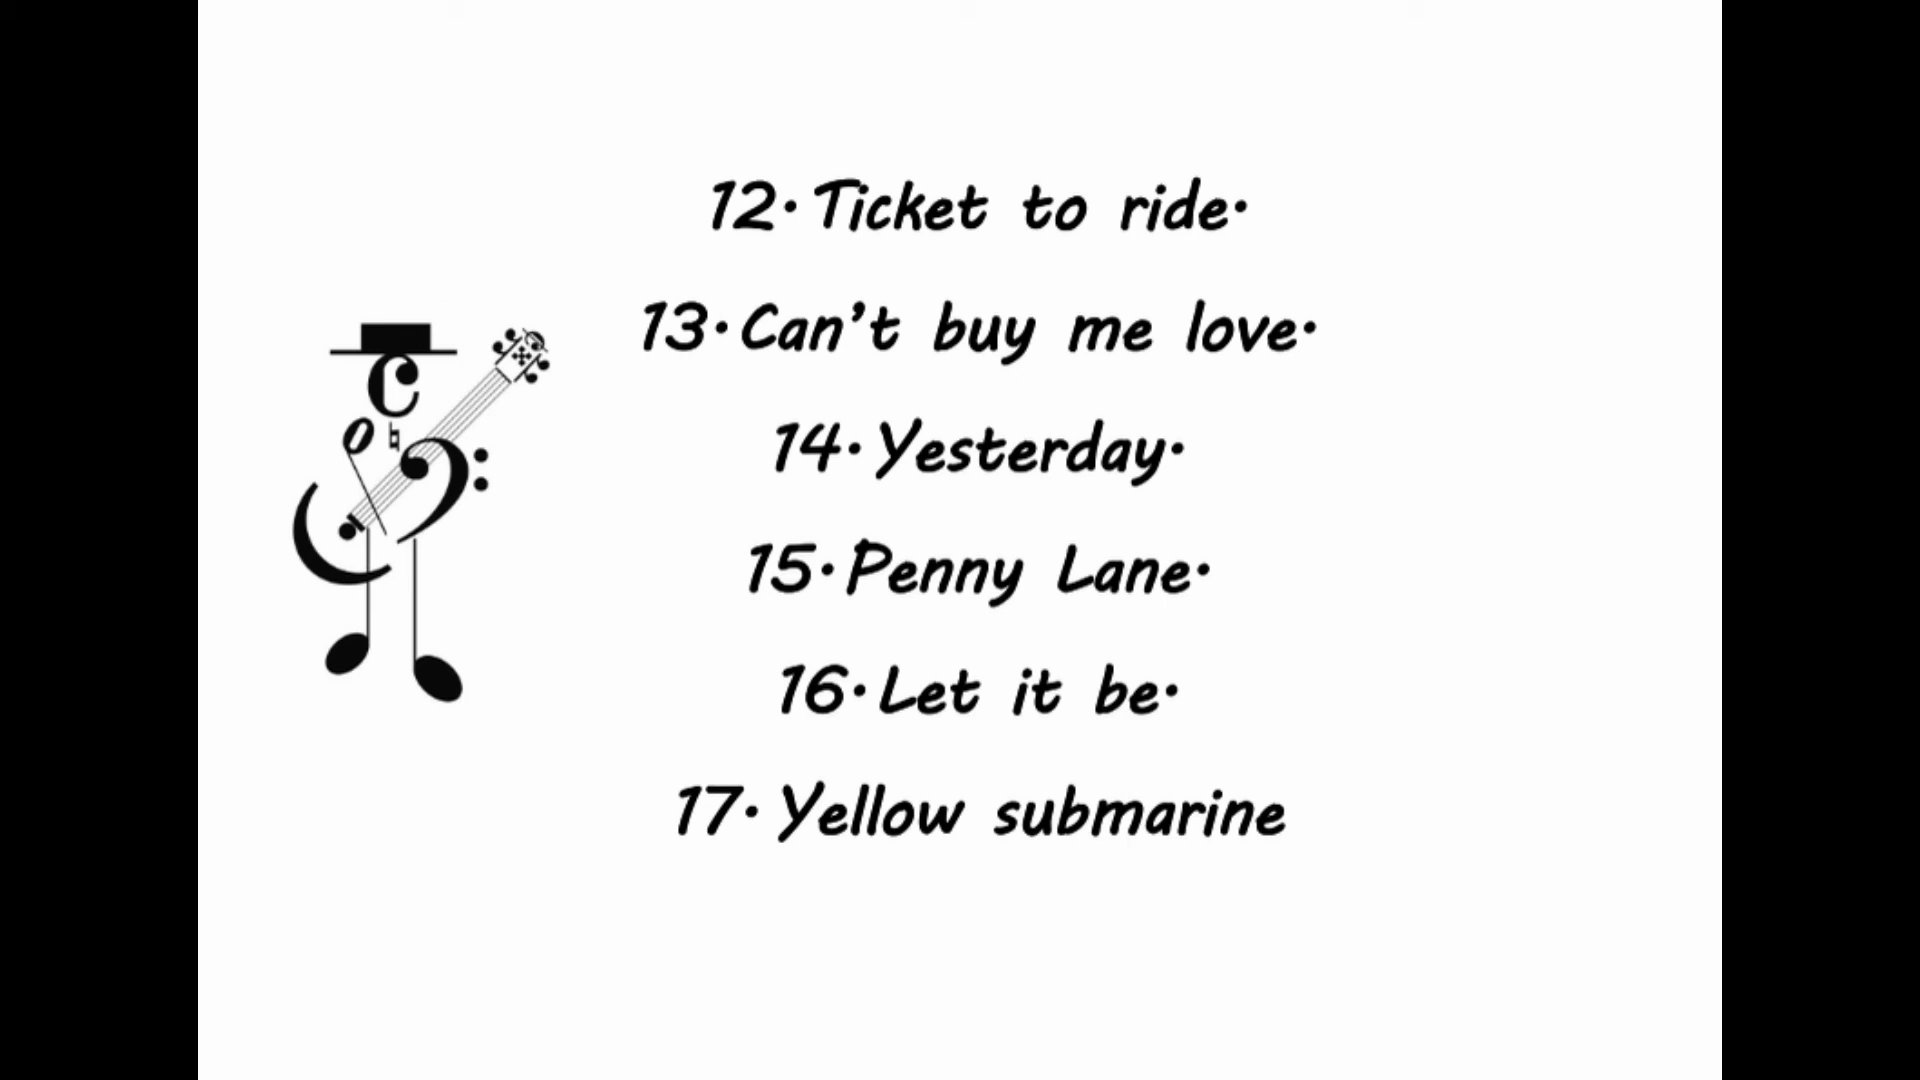 12. Ticket to ride.
13. Can't buy me love.
14. Yesterday.
15. Penny Lane.
16. Let it be.
17. Yellow submarine